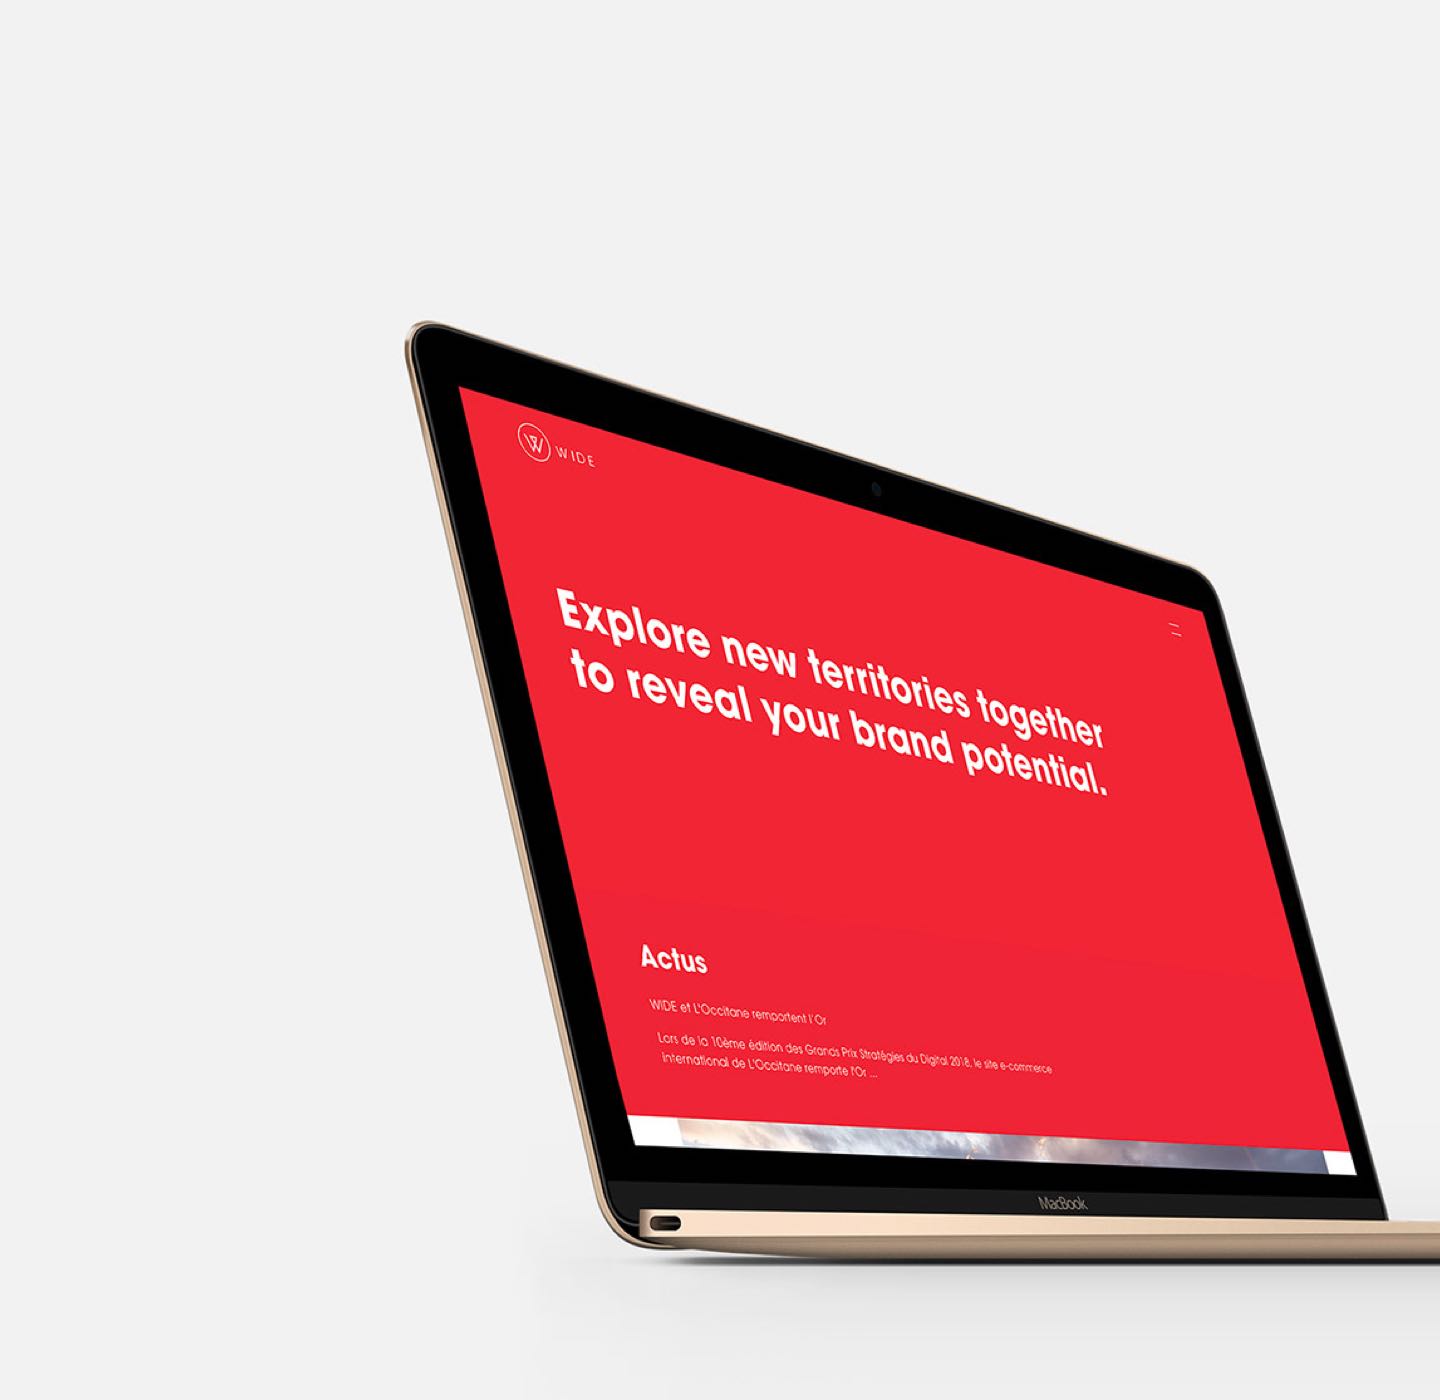 WIDE
Explore new territories together
to reveal your brand potential.
Actus
WIDE et L'Occitane remportent l'Or
Lors de la 10ème édition des Grands Prix Stratégies du Digital 2018, le site e-commerce
International de L'Occitane remporte l'Or ...
MacBook